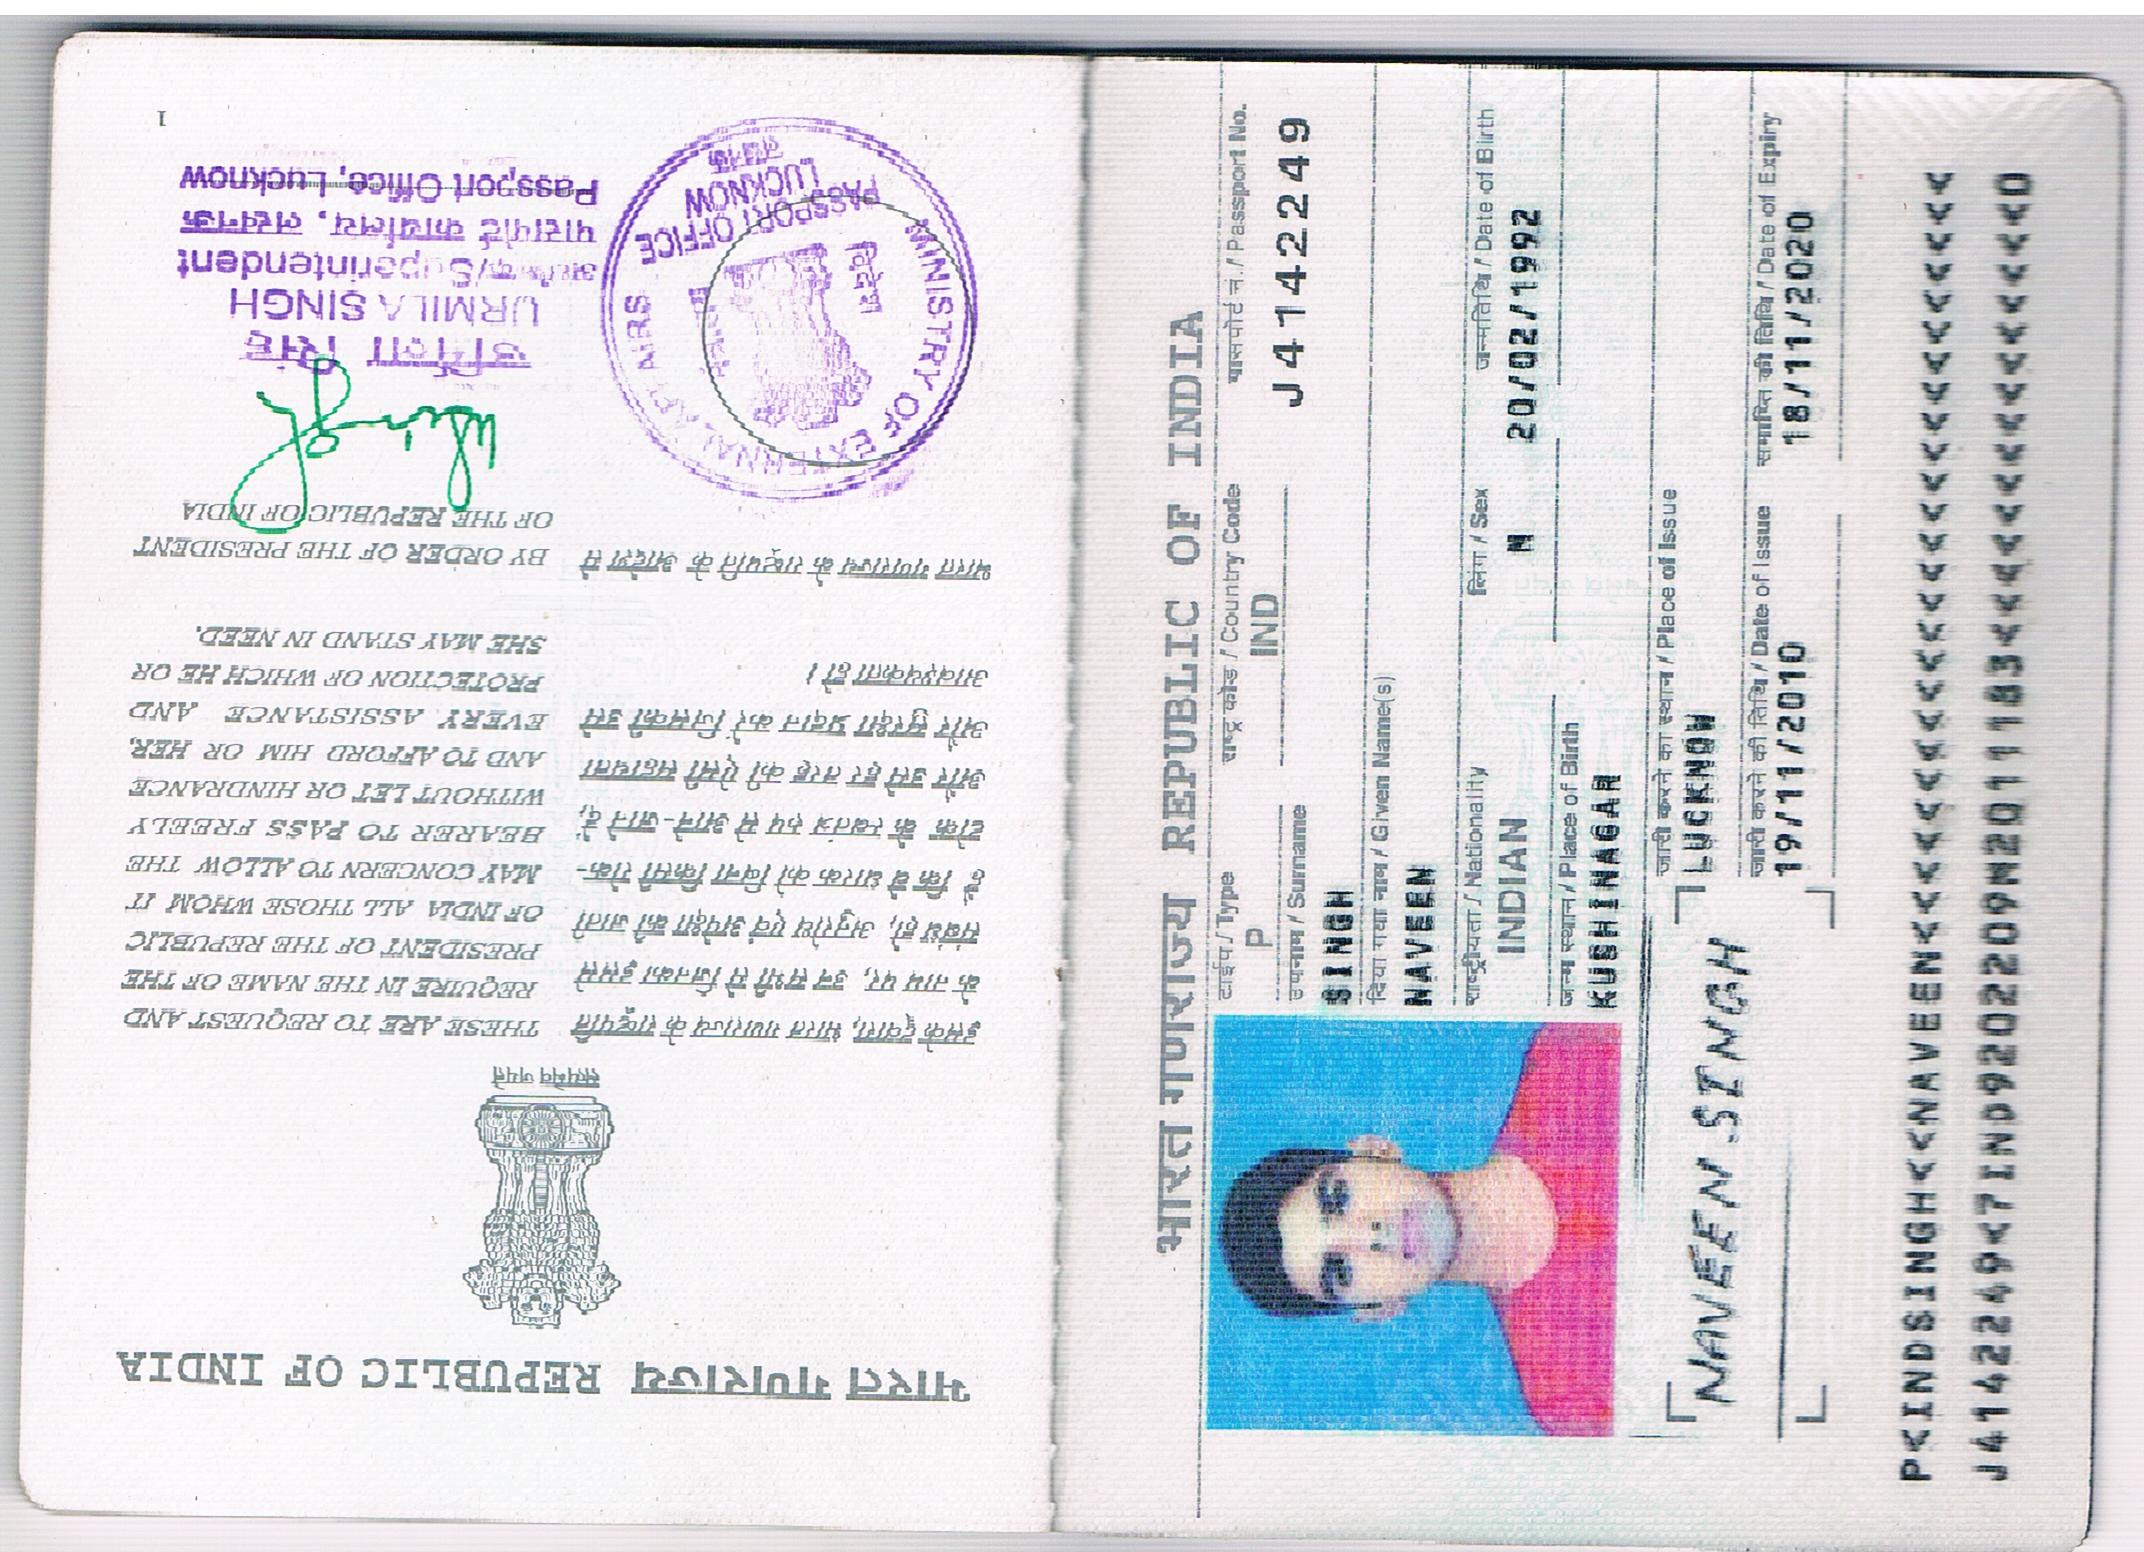 भारत गणराज्य REPUBLIC OF INDIA
सत्यमेव जयते
इसके द्वारा, भारत गणराज्य के राष्ट्रपति
के नाम पर, उन सभी से जिनका इससे
संबंध हो, अनुरोध एवं अपेक्षा की जाती
है कि वे धारक को बिना किसी रोक-
टोक के स्वतंत्र रुप से आने-जाने दें,
और उसे हर तरह की ऐसी सहायता
और सुरक्षा प्रदान करें जिसकी उसे
आवश्यकता हो।
THESE ARE TO REQUEST AND
REQUIRE IN THE NAME OF THE
PRESIDENT OF THE REPUBLIC
OF INDIA ALL THOSE WHOM IT
MAY CONCERN TO ALLOW THE
BEARER TO PASS FREELY
WITHOUT LET OR HINDRANCE
AND TO AFFORD HIM OR HER,
EVERY ASSISTANCE AND
PROTECTION OF WHICH HE OR
SHE MAY STAND IN NEED.
भारत गणराज्य के राष्ट्रपति के आदेश से
BY ORDER OF THE PRESIDENT
OF THE REPUBLIC OF INDIA
MINISTRY OF EXTERNAL AFFAIRS
PASSPORT OFFICE
LUCKNOW
उर्मिला सिंह
URMILA SINGH
अधीक्षक/Superintendent
पासपोर्ट कार्यालय, लखनऊ
Passport Office, Lucknow
1
भारत गणराज्य REPUBLIC OF INDIA
टाईप / Type राष्ट्र कोड / Country Code पासपोर्ट नं. / Passport No.
P IND J4142249
उपनाम / Surname
SINGH
दिया गया नाम / Given Name(s)
NAVEEN
राष्ट्रीयता / Nationality लिंग / Sex जन्मतिथि / Date of Birth
INDIAN M 20/02/1992
जन्म स्थान / Place of Birth
KUSHINAGAR
जारी करने का स्थान / Place of Issue
LUCKNOW
NAVEEN SINGH
जारी करने की तिथि / Date of Issue समाप्ति की तिथि / Date of Expiry
19/11/2010 18/11/2020
P<INDSINGH<<NAVEEN<<<<<<<<<<<<<<<<<<<<<<<<<<
J4142249<7IND9202209M2011183<<<<<<<<<<<<<<<0